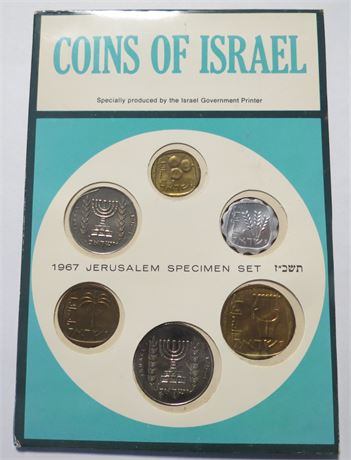 COINS OF ISRAEL
Specially produced by the Israel Government Printer
1967 JERUSALEM SPECIMEN SET תשכ"ז